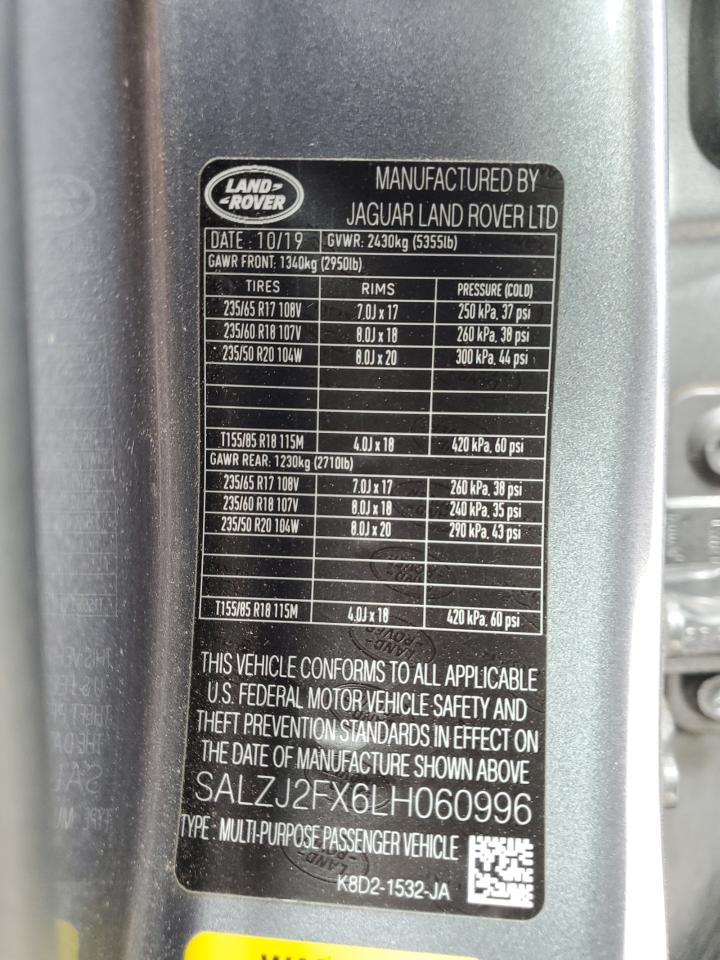 LAND-
-ROVER
MANUFACTURED BY
JAGUAR LAND ROVER LTD
DATE : 10/19 GVWR: 2430kg (5355lb)
GAWR FRONT: 1340kg (2950lb)
TIRES RIMS PRESSURE (COLD)
235/65 R17 108V 7.0J x 17 250 kPa, 37 psi
235/60 R18 107V 8.0J x 18 260 kPa, 38 psi
235/50 R20 104W 8.0J x 20 300 kPa, 44 psi
T155/85 R18 115M 4.0J x 18 420 kPa, 60 psi
GAWR REAR: 1230kg (2710lb)
235/65 R17 108V 7.0J x 17 260 kPa, 38 psi
235/60 R18 107V 8.0J x 18 240 kPa, 35 psi
235/50 R20 104W 8.0J x 20 290 kPa, 43 psi
T155/85 R18 115M 4.0J x 18 420 kPa, 60 psi
THIS VEHICLE CONFORMS TO ALL APPLICABLE
U.S. FEDERAL MOTOR VEHICLE SAFETY AND
THEFT PREVENTION STANDARDS IN EFFECT ON
THE DATE OF MANUFACTURE SHOWN ABOVE
SALZJ2FX6LH060996
TYPE : MULTI-PURPOSE PASSENGER VEHICLE
K8D2-1532-JA